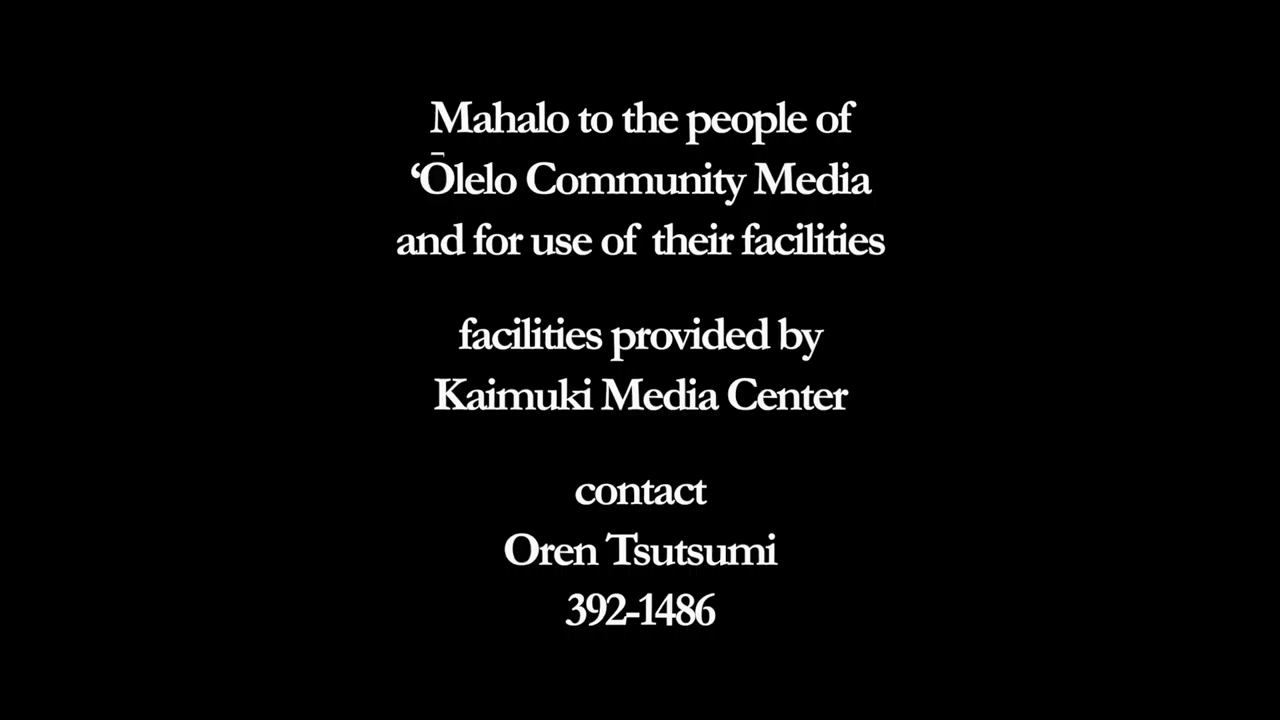 Mahalo to the people of
‘Ōlelo Community Media
and for use of their facilities
facilities provided by
Kaimuki Media Center
contact
Oren Tsutsumi
392-1486